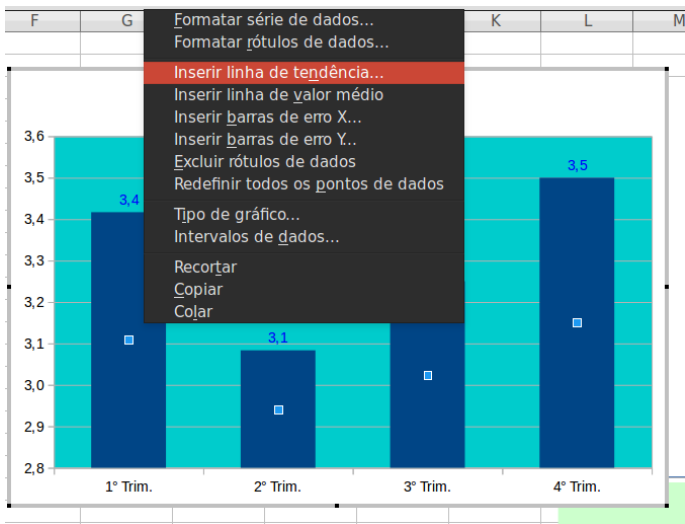 F G K L M
Formatar série de dados...
Formatar rótulos de dados...
Inserir linha de tendência...
Inserir linha de valor médio
Inserir barras de erro X...
Inserir barras de erro Y...
Excluir rótulos de dados
Redefinir todos os pontos de dados
Tipo de gráfico...
Intervalos de dados...
Recortar
Copiar
Colar
3,6
3,5
3,4
3,3
3,2
3,1
3,0
2,9
2,8
3,4
3,1
3,5
1° Trim. 2° Trim. 3° Trim. 4° Trim.